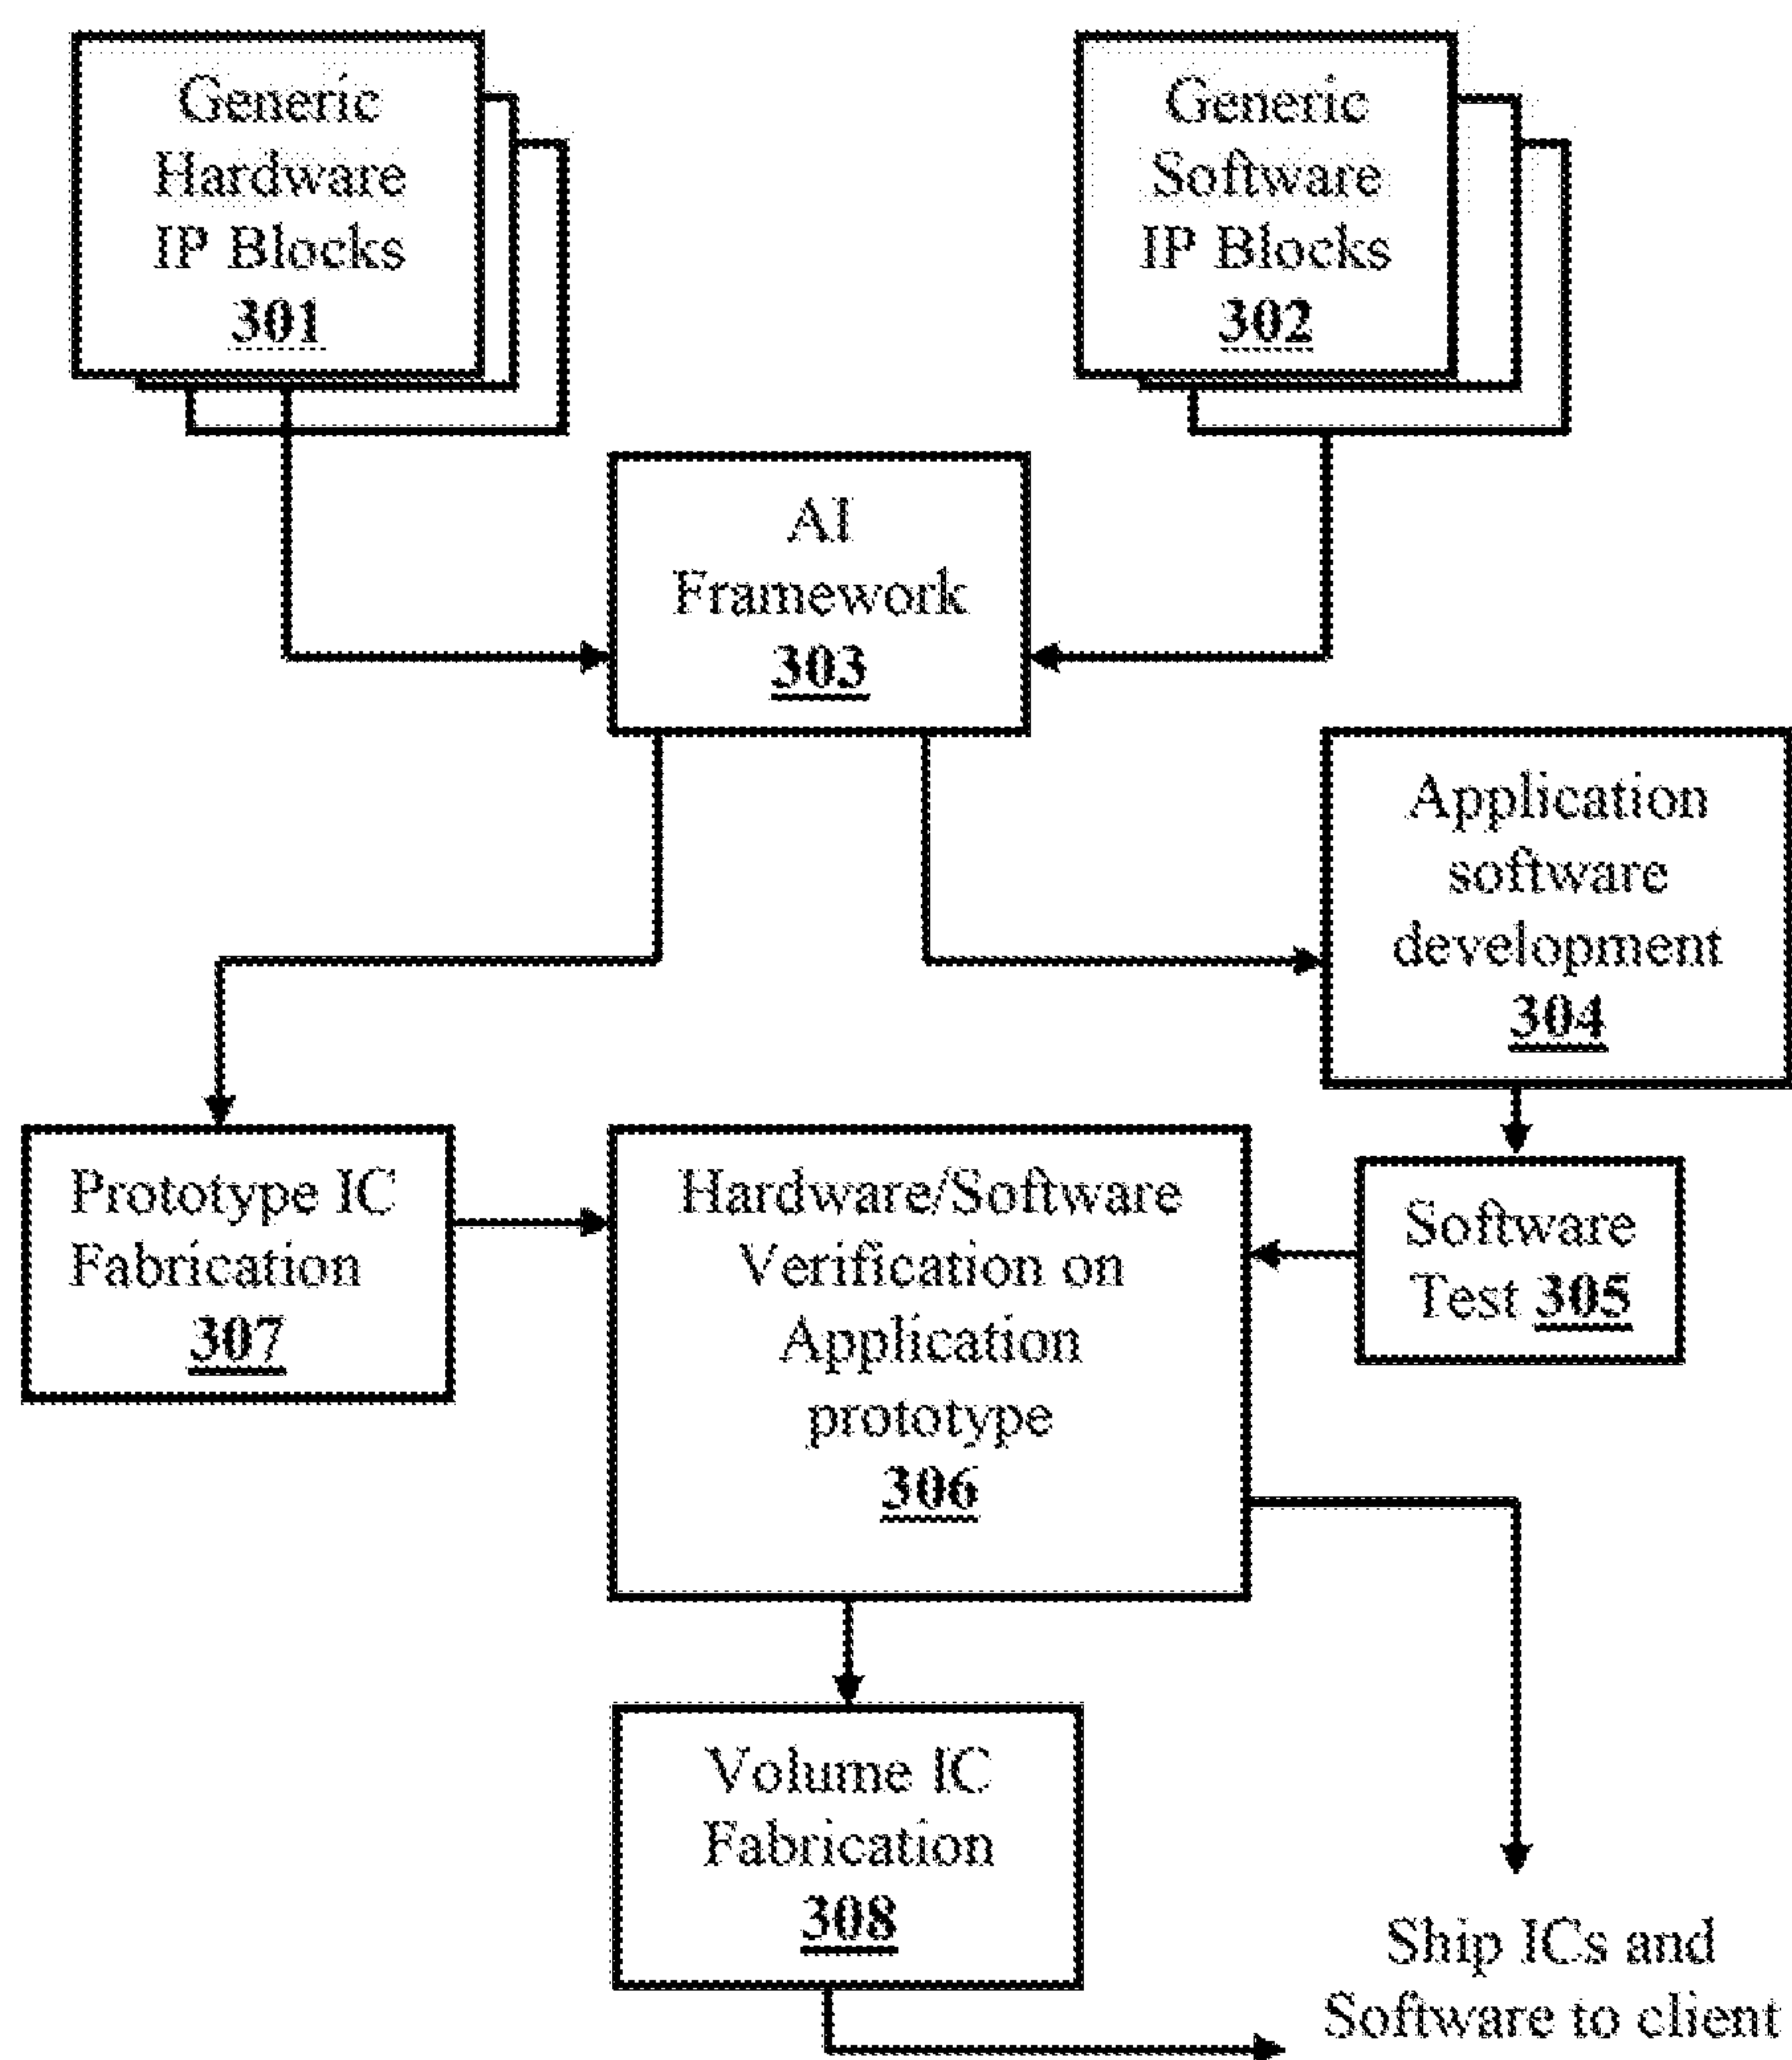 Generic
Hardware
IP Blocks
301
Generic
Software
IP Blocks
302
AI
Framework
303
Application
software
development
304
Prototype IC
Fabrication
307
Hardware/Software
Verification on
Application
prototype
306
Software
Test 305
Volume IC
Fabrication
308
Ship ICs and
Software to client